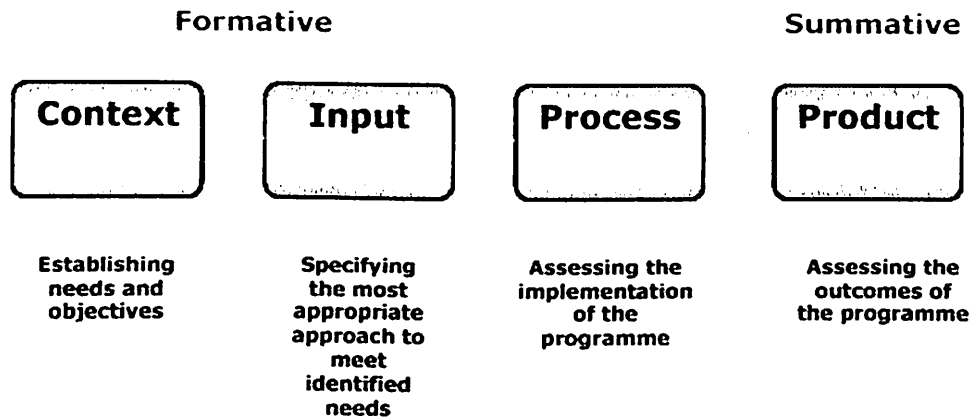 Formative Summative
Context Input Process Product
Establishing
needs and
objectives
Specifying
the most
appropriate
approach to
meet
identified
needs
Assessing the
implementation
of the
programme
Assessing the
outcomes of
the programme